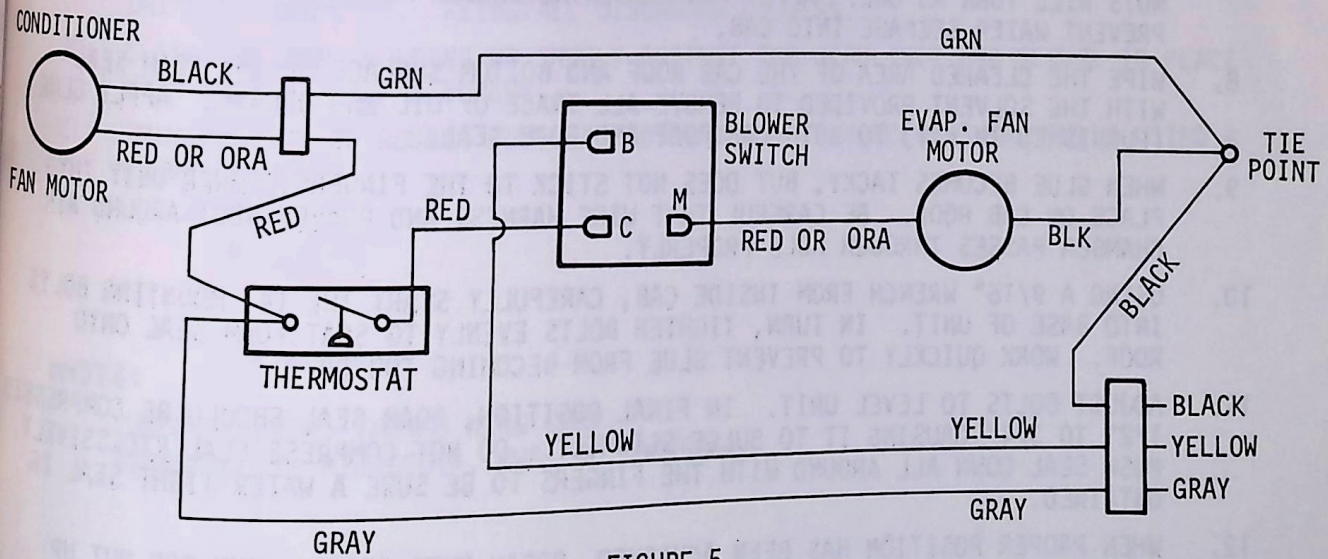 CONDITIONER
FAN MOTOR
BLACK
RED OR ORA
GRN
GRN
RED
RED
BLOWER
SWITCH
B
C
M
EVAP. FAN
MOTOR
RED OR ORA
BLK
TIE
POINT
BLACK
THERMOSTAT
YELLOW
YELLOW
GRAY
GRAY
BLACK
YELLOW
GRAY
FIGURE 5